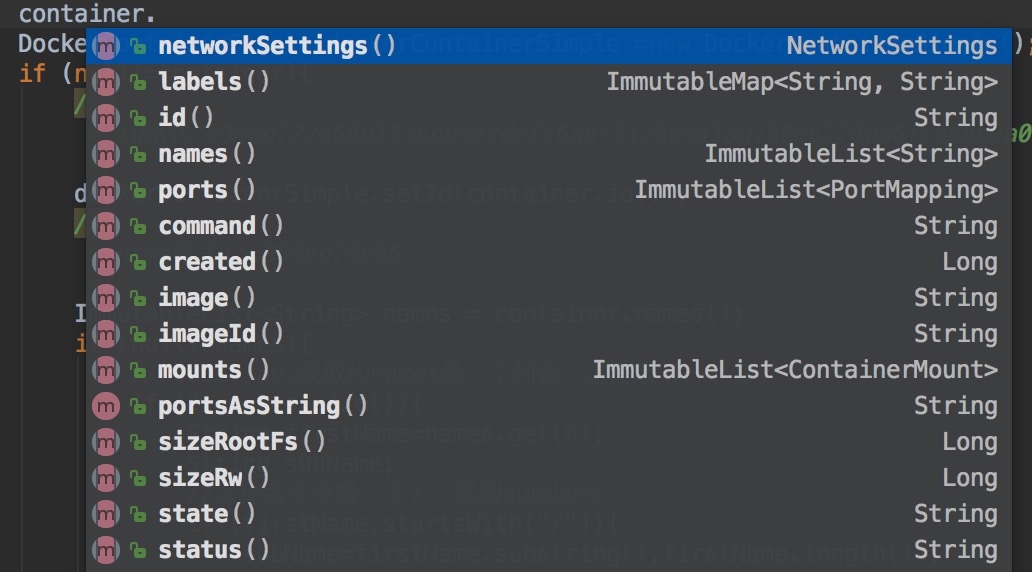 container.
Docke
networkSettings() NetworkSettings
);
if (n
labels() ImmutableMap<String, String>
id() String
names() ImmutableList<String>
ports() ImmutableList<PortMapping>
command() String
created() Long
image() String
imageId() String
mounts() ImmutableList<ContainerMount>
portsAsString() String
sizeRootFs() Long
sizeRw() Long
state() String
status() String